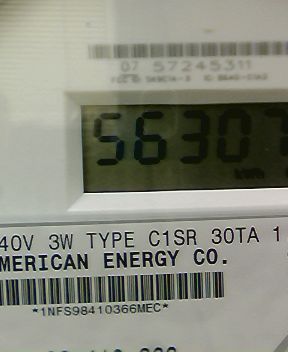 07 57245311
56307
kWh
40V 3W TYPE C1SR 30TA 1
MERICAN ENERGY CO.
*1NFS98410366MEC*